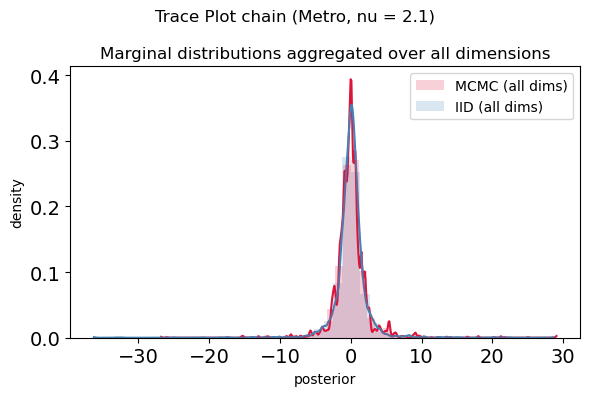 Trace Plot chain (Metro, nu = 2.1)
Marginal distributions aggregated over all dimensions
MCMC (all dims)
IID (all dims)
density
0.4
0.3
0.2
0.1
0.0
−30
−20
−10
0
10
20
30
posterior